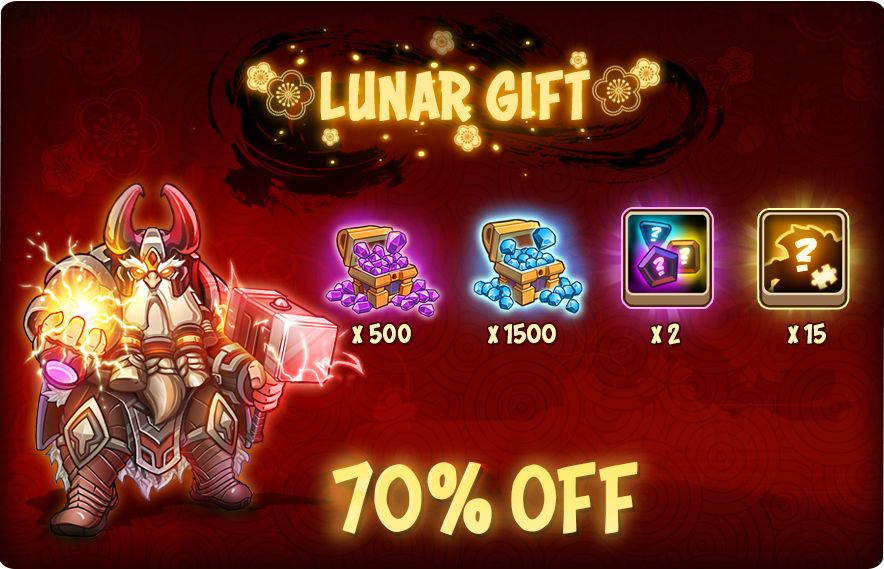 LUNAR GIFT
x 500
x 1500
x 2
x 15
? ? ?
?
70% OFF